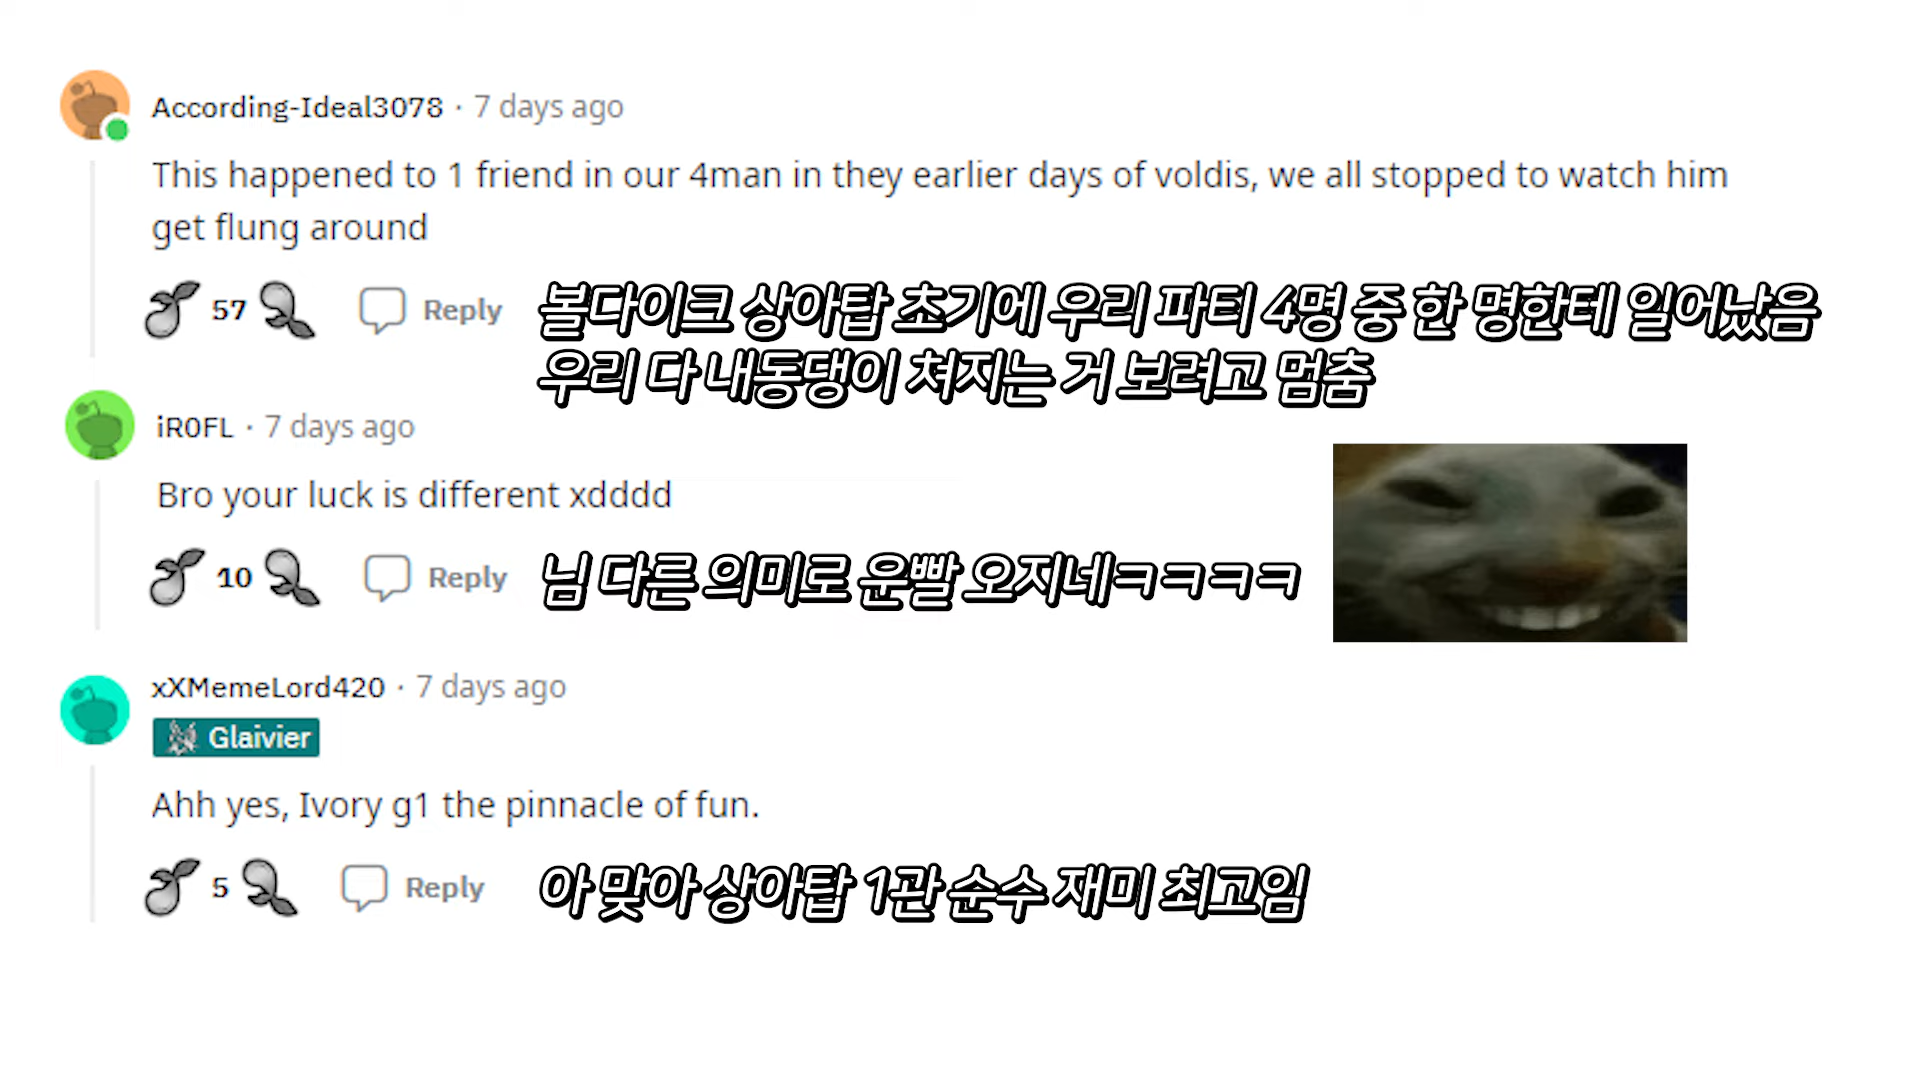 According-Ideal3078 · 7 days ago
This happened to 1 friend in our 4man in they earlier days of voldis, we all stopped to watch him
get flung around
57 Reply
볼다이크 상아탑 초기에 우리 파티 4명 중 한 명한테 일어났음
우리 다 내동댕이 쳐지는 거 보려고 멈춤
iR0FL · 7 days ago
Bro your luck is different xdddd
10 Reply
님 다른 의미로 운빨 오지네ㅋㅋㅋㅋ
xXMemeLord420 · 7 days ago
Glaivier
Ahh yes, Ivory g1 the pinnacle of fun.
5 Reply
아 맞아 상아탑 1관 순수 재미 최고임